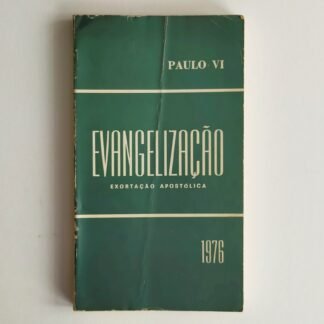 PAULO VI
EVANGELIZAÇÃO
EXORTAÇÃO APOSTÓLICA
1976